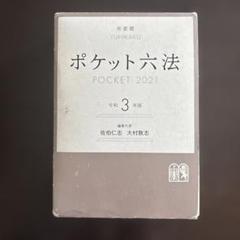 有斐閣
YUHIKAKU
ポケット六法
POCKET 2021
令和3年版
編集代表
佐伯仁志 大村敦志